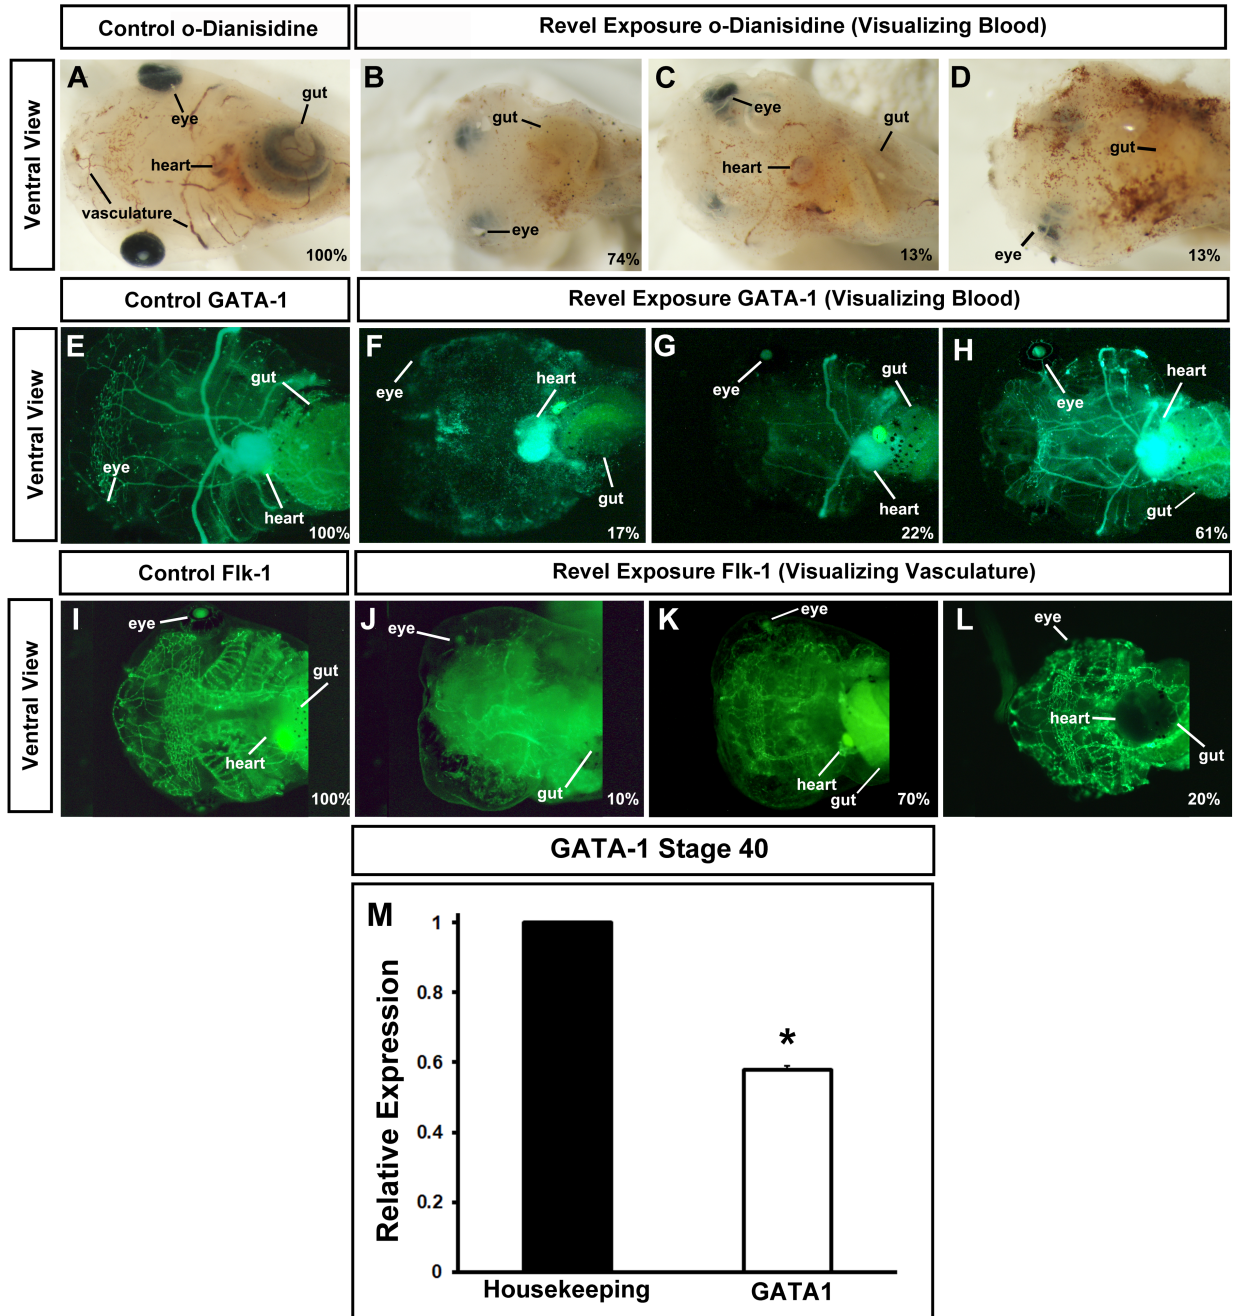 Control o-Dianisidine
Revel Exposure o-Dianisidine (Visualizing Blood)
Ventral View
A
eye
gut
heart
vasculature
100%
B
gut
eye
74%
C
eye
gut
heart
13%
D
gut
eye
13%
Control GATA-1
Revel Exposure GATA-1 (Visualizing Blood)
Ventral View
E
gut
eye
heart
100%
F
eye
heart
gut
17%
G
eye
gut
heart
22%
H
heart
eye
gut
61%
Control Flk-1
Revel Exposure Flk-1 (Visualizing Vasculature)
Ventral View
I
eye
gut
heart
100%
J
eye
gut
10%
K
eye
heart
gut
70%
L
eye
heart
gut
20%
GATA-1 Stage 40
M
Relative Expression
1
0.8
0.6
0.4
0.2
0
*
Housekeeping
GATA1